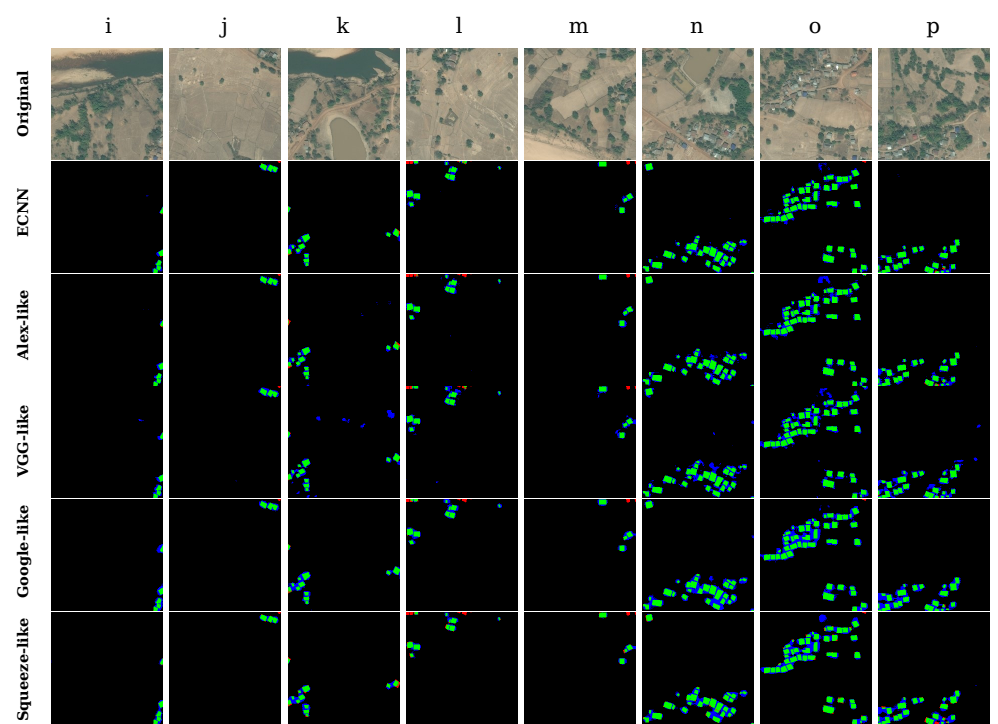 i j k l m n o p
Original
ECNN
Alex-like
VGG-like
Google-like
Squeeze-like